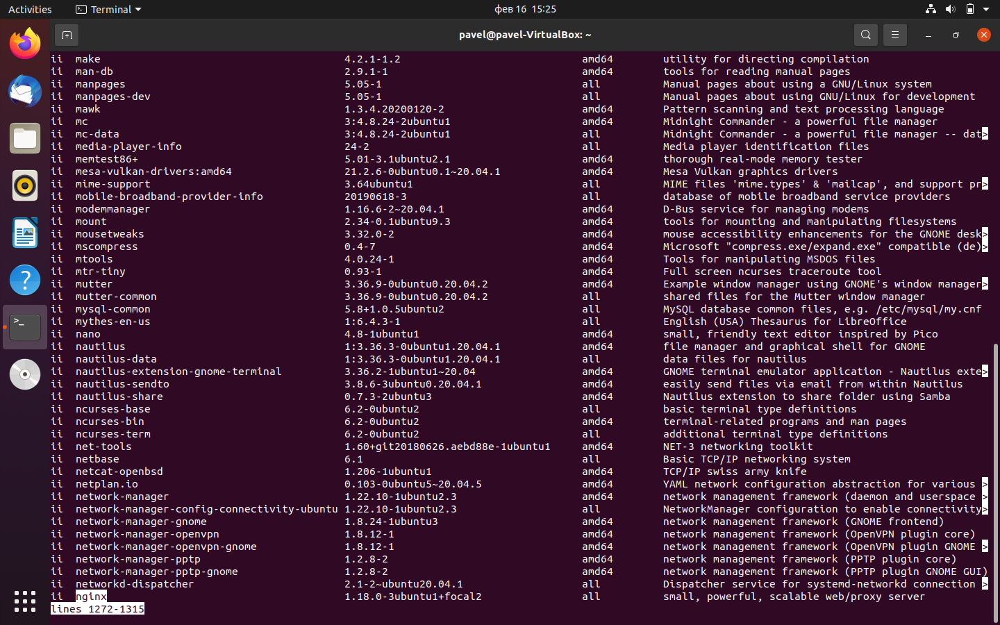 Activities Terminal фев 16 15:25
pavel@pavel-VirtualBox: ~
ii make 4.2.1-1.2 amd64 utility for directing compilation
ii man-db 2.9.1-1 amd64 tools for reading manual pages
ii manpages 5.05-1 all Manual pages about using a GNU/Linux system
ii manpages-dev 5.05-1 all Manual pages about using GNU/Linux for development
ii mawk 1.3.4.20200120-2 amd64 Pattern scanning and text processing language
ii mc 3:4.8.24-2ubuntu1 amd64 Midnight Commander - a powerful file manager
ii mc-data 3:4.8.24-2ubuntu1 all Midnight Commander - a powerful file manager -- dat>
ii media-player-info 24-2 all Media player identification files
ii memtest86+ 5.01-3.1ubuntu2.1 amd64 thorough real-mode memory tester
ii mesa-vulkan-drivers:amd64 21.2.6-0ubuntu0.1~20.04.1 amd64 Mesa Vulkan graphics drivers
ii mime-support 3.64ubuntu1 all MIME files 'mime.types' & 'mailcap', and support pr>
ii mobile-broadband-provider-info 20190618-3 all database of mobile broadband service providers
ii modemmanager 1.16.6-2~20.04.1 amd64 D-Bus service for managing modems
ii mount 2.34-0.1ubuntu9.3 amd64 tools for mounting and manipulating filesystems
ii mousetweaks 3.32.0-2 amd64 mouse accessibility enhancements for the GNOME desk>
ii mscompress 0.4-7 amd64 Microsoft "compress.exe/expand.exe" compatible (de)>
ii mtools 4.0.24-1 amd64 Tools for manipulating MSDOS files
ii mtr-tiny 0.93-1 amd64 Full screen ncurses traceroute tool
ii mutter 3.36.9-0ubuntu0.20.04.2 amd64 Example window manager using GNOME's window manager>
ii mutter-common 3.36.9-0ubuntu0.20.04.2 all shared files for the Mutter window manager
ii mysql-common 5.8+1.0.5ubuntu2 all MySQL database common files, e.g. /etc/mysql/my.cnf
ii mythes-en-us 1:6.4.3-1 all English (USA) Thesaurus for LibreOffice
ii nano 4.8-1ubuntu1 amd64 small, friendly text editor inspired by Pico
ii nautilus 1:3.36.3-0ubuntu1.20.04.1 amd64 file manager and graphical shell for GNOME
ii nautilus-data 1:3.36.3-0ubuntu1.20.04.1 all data files for nautilus
ii nautilus-extension-gnome-terminal 3.36.2-1ubuntu1~20.04 amd64 GNOME terminal emulator application - Nautilus exte>
ii nautilus-sendto 3.8.6-3ubuntu0.20.04.1 amd64 easily send files via email from within Nautilus
ii nautilus-share 0.7.3-2ubuntu3 amd64 Nautilus extension to share folder using Samba
ii ncurses-base 6.2-0ubuntu2 all basic terminal type definitions
ii ncurses-bin 6.2-0ubuntu2 amd64 terminal-related programs and man pages
ii ncurses-term 6.2-0ubuntu2 all additional terminal type definitions
ii net-tools 1.60+git20180626.aebd88e-1ubuntu1 amd64 NET-3 networking toolkit
ii netbase 6.1 all Basic TCP/IP networking system
ii netcat-openbsd 1.206-1ubuntu1 amd64 TCP/IP swiss army knife
ii netplan.io 0.103-0ubuntu5~20.04.5 amd64 YAML network configuration abstraction for various >
ii network-manager 1.22.10-1ubuntu2.3 amd64 network management framework (daemon and userspace >
ii network-manager-config-connectivity-ubuntu 1.22.10-1ubuntu2.3 all NetworkManager configuration to enable connectivity>
ii network-manager-gnome 1.8.24-1ubuntu3 amd64 network management framework (GNOME frontend)
ii network-manager-openvpn 1.8.12-1 amd64 network management framework (OpenVPN plugin core)
ii network-manager-openvpn-gnome 1.8.12-1 amd64 network management framework (OpenVPN plugin GNOME >
ii network-manager-pptp 1.2.8-2 amd64 network management framework (PPTP plugin core)
ii network-manager-pptp-gnome 1.2.8-2 amd64 network management framework (PPTP plugin GNOME GUI)
ii networkd-dispatcher 2.1-2~ubuntu20.04.1 all Dispatcher service for systemd-networkd connection >
ii nginx 1.18.0-3ubuntu1+focal2 all small, powerful, scalable web/proxy server
lines 1272-1315